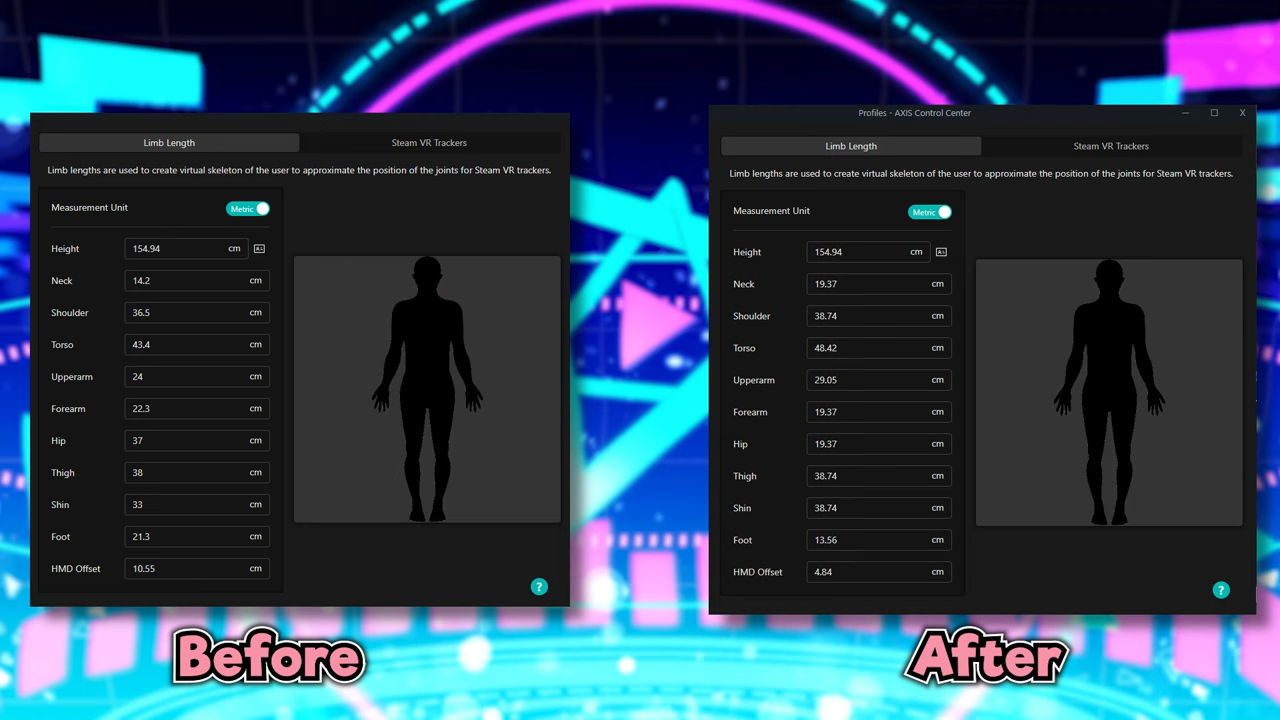 Limb Length
Steam VR Trackers
Limb lengths are used to create virtual skeleton of the user to approximate the position of the joints for Steam VR trackers.
Measurement Unit Metric
Height 154.94 cm
Neck 14.2 cm
Shoulder 36.5 cm
Torso 43.4 cm
Upperarm 24 cm
Forearm 22.3 cm
Hip 37 cm
Thigh 38 cm
Shin 33 cm
Foot 21.3 cm
HMD Offset 10.55 cm
?
Before
Profiles - AXIS Control Center X
Limb Length
Steam VR Trackers
Limb lengths are used to create virtual skeleton of the user to approximate the position of the joints for Steam VR trackers.
Measurement Unit Metric
Height 154.94 cm
Neck 19.37 cm
Shoulder 38.74 cm
Torso 48.42 cm
Upperarm 29.05 cm
Forearm 19.37 cm
Hip 19.37 cm
Thigh 38.74 cm
Shin 38.74 cm
Foot 13.56 cm
HMD Offset 4.84 cm
?
After